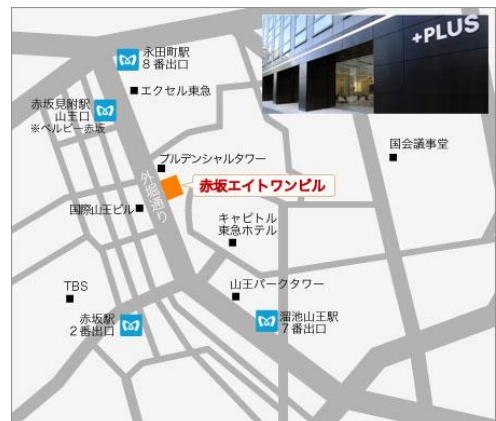 +PLUS
永田町駅
8番出口
エクセル東急
赤坂見附駅
山王口
※ベルビー赤坂
国会議事堂
プルデンシャルタワー
外堀通り
赤坂エイトワンビル
国際山王ビル
キャピトル
東急ホテル
TBS
山王パークタワー
赤坂駅
2番出口
溜池山王駅
7番出口